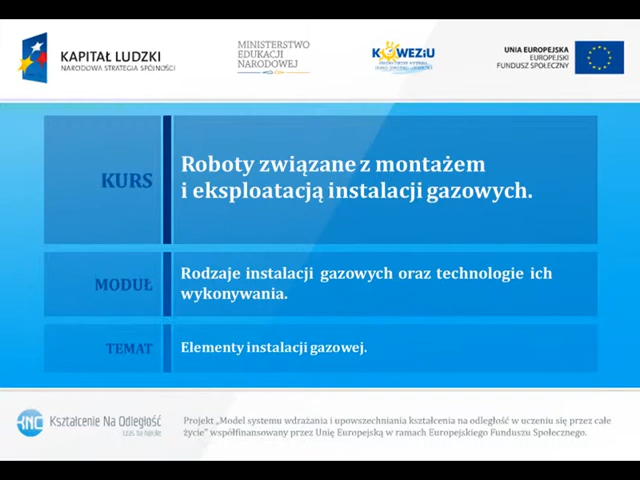 KAPITAŁ LUDZKI
NARODOWA STRATEGIA SPÓJNOŚCI
MINISTERSTWO
EDUKACJI
NARODOWEJ
KOWEZiU
UNIA EUROPEJSKA
EUROPEJSKI
FUNDUSZ SPOŁECZNY
KURS
Roboty związane z montażem
i eksploatacją instalacji gazowych.
MODUŁ
Rodzaje instalacji gazowych oraz technologie ich
wykonywania.
TEMAT
Elementy instalacji gazowej.
KNO
Kształcenie Na Odległość
Projekt „Model systemu wdrażania i upowszechniania kształcenia na odległość w uczeniu się przez całe
życie” współfinansowany przez Unię Europejską w ramach Europejskiego Funduszu Społecznego.